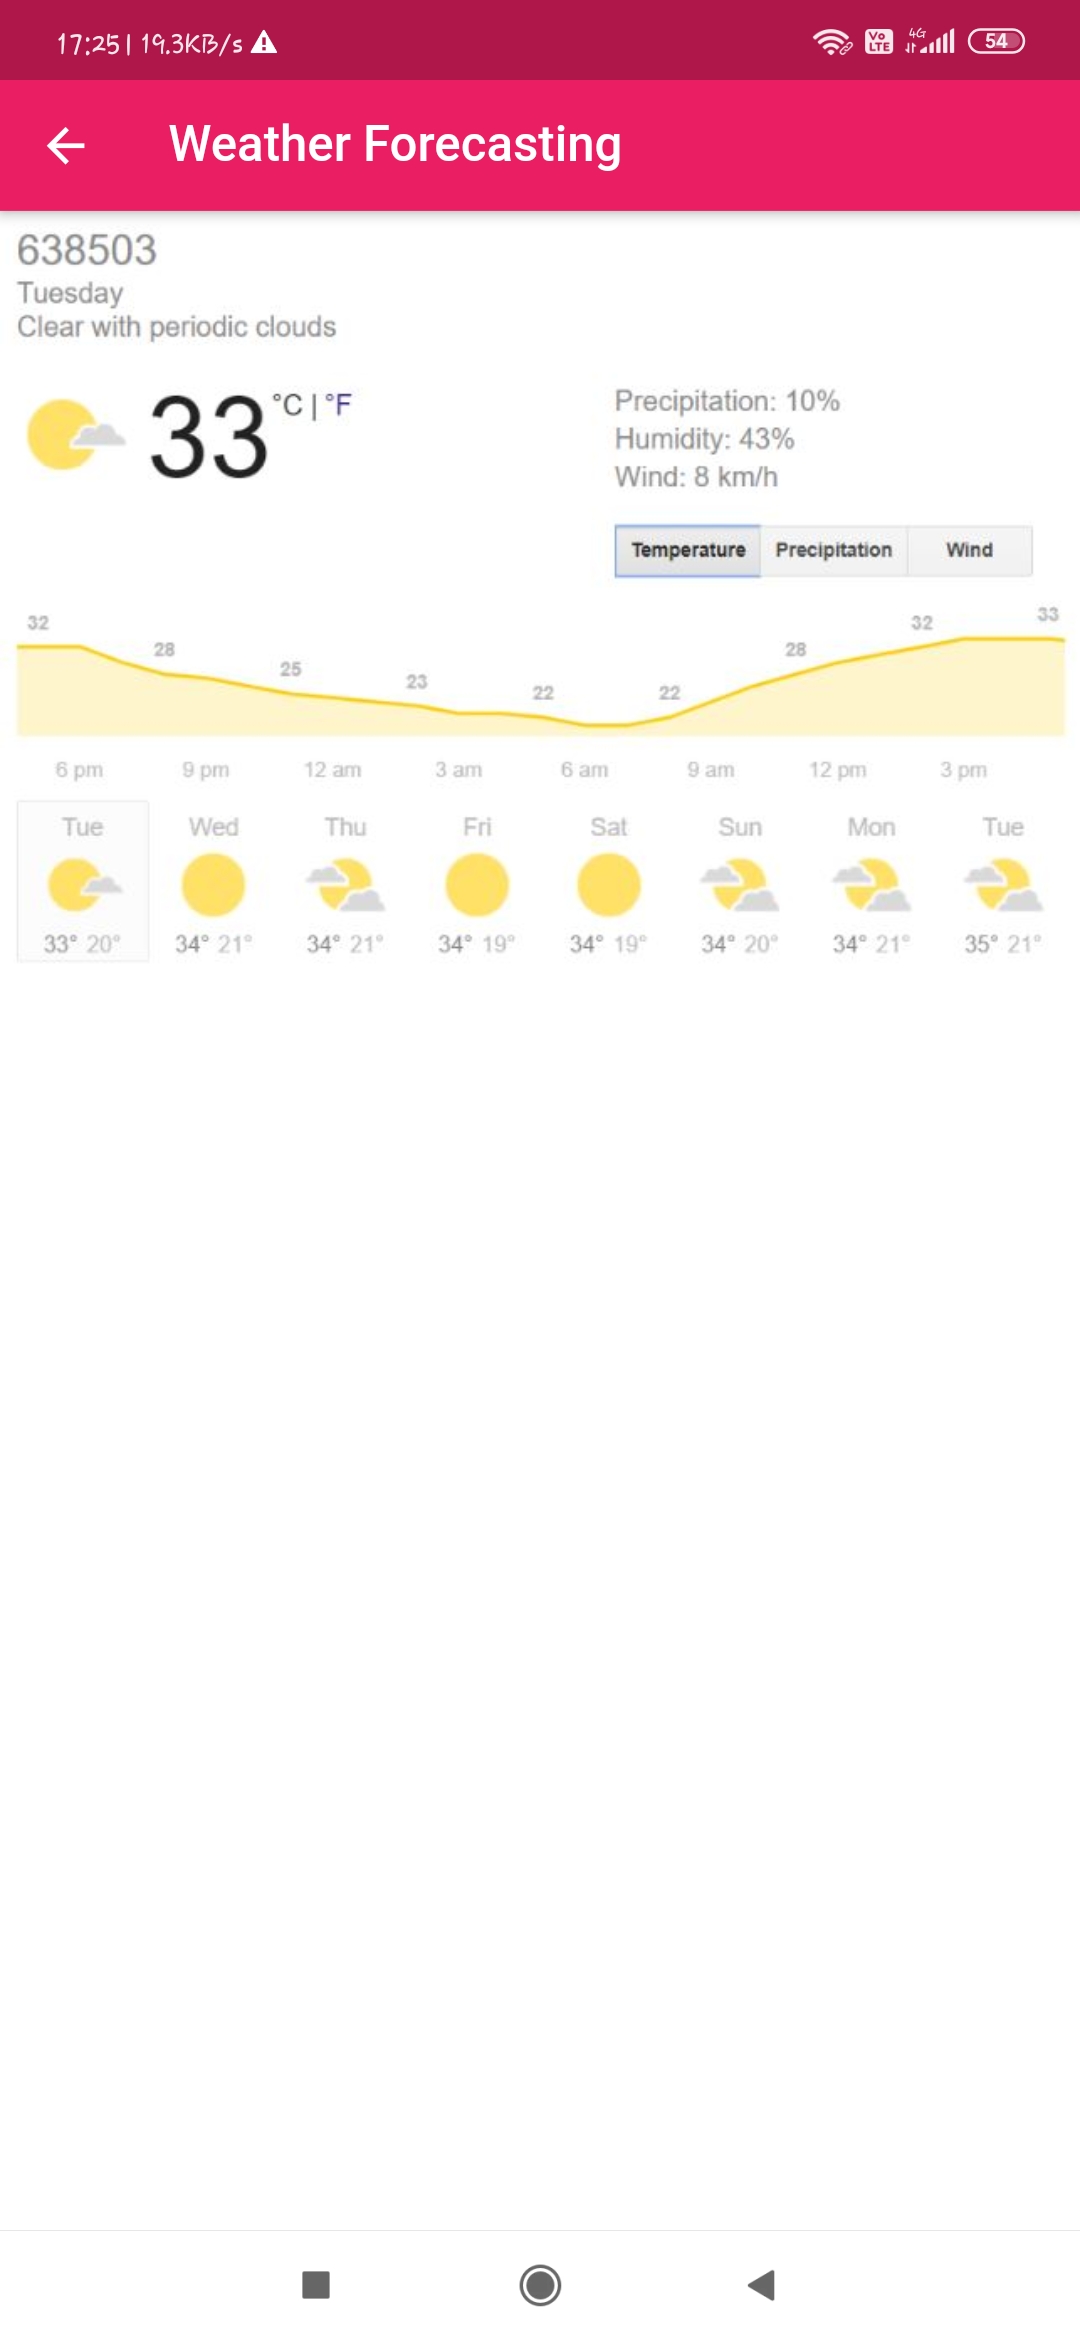 17:25 | 19.3KB/s
Vo LTE 4G 54
Weather Forecasting
638503
Tuesday
Clear with periodic clouds
33 °C | °F
Precipitation: 10%
Humidity: 43%
Wind: 8 km/h
Temperature Precipitation Wind
32 28 25 23 22 22 28 32 33
6 pm 9 pm 12 am 3 am 6 am 9 am 12 pm 3 pm
Tue Wed Thu Fri Sat Sun Mon Tue
33° 20° 34° 21° 34° 21° 34° 19° 34° 19° 34° 20° 34° 21° 35° 21°